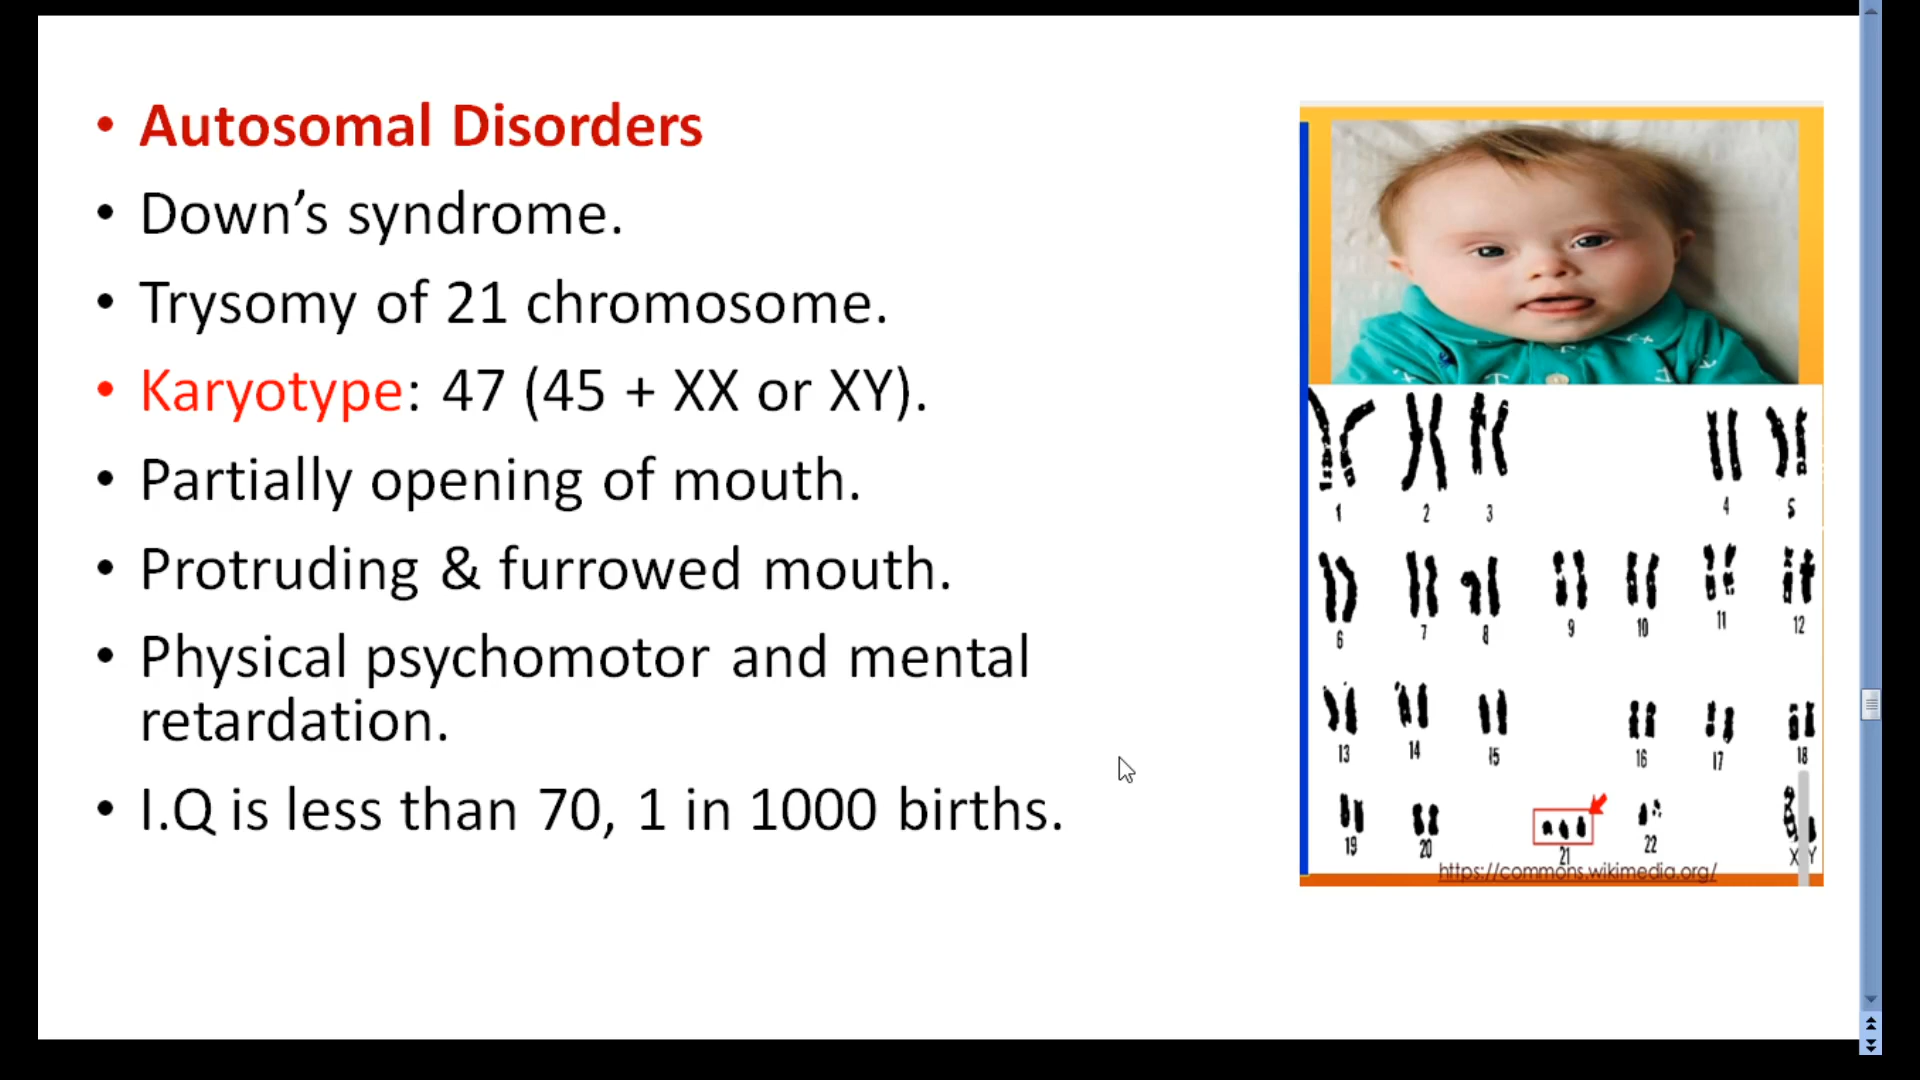 • Autosomal Disorders
• Down’s syndrome.
• Trysomy of 21 chromosome.
• Karyotype: 47 (45 + XX or XY).
• Partially opening of mouth.
• Protruding & furrowed mouth.
• Physical psychomotor and mental
retardation.
• I.Q is less than 70, 1 in 1000 births.
1 2 3 4 5
6 7 8 9 10 11 12
13 14 15 16 17 18
19 20 21 22 X Y
https://commons.wikimedia.org/